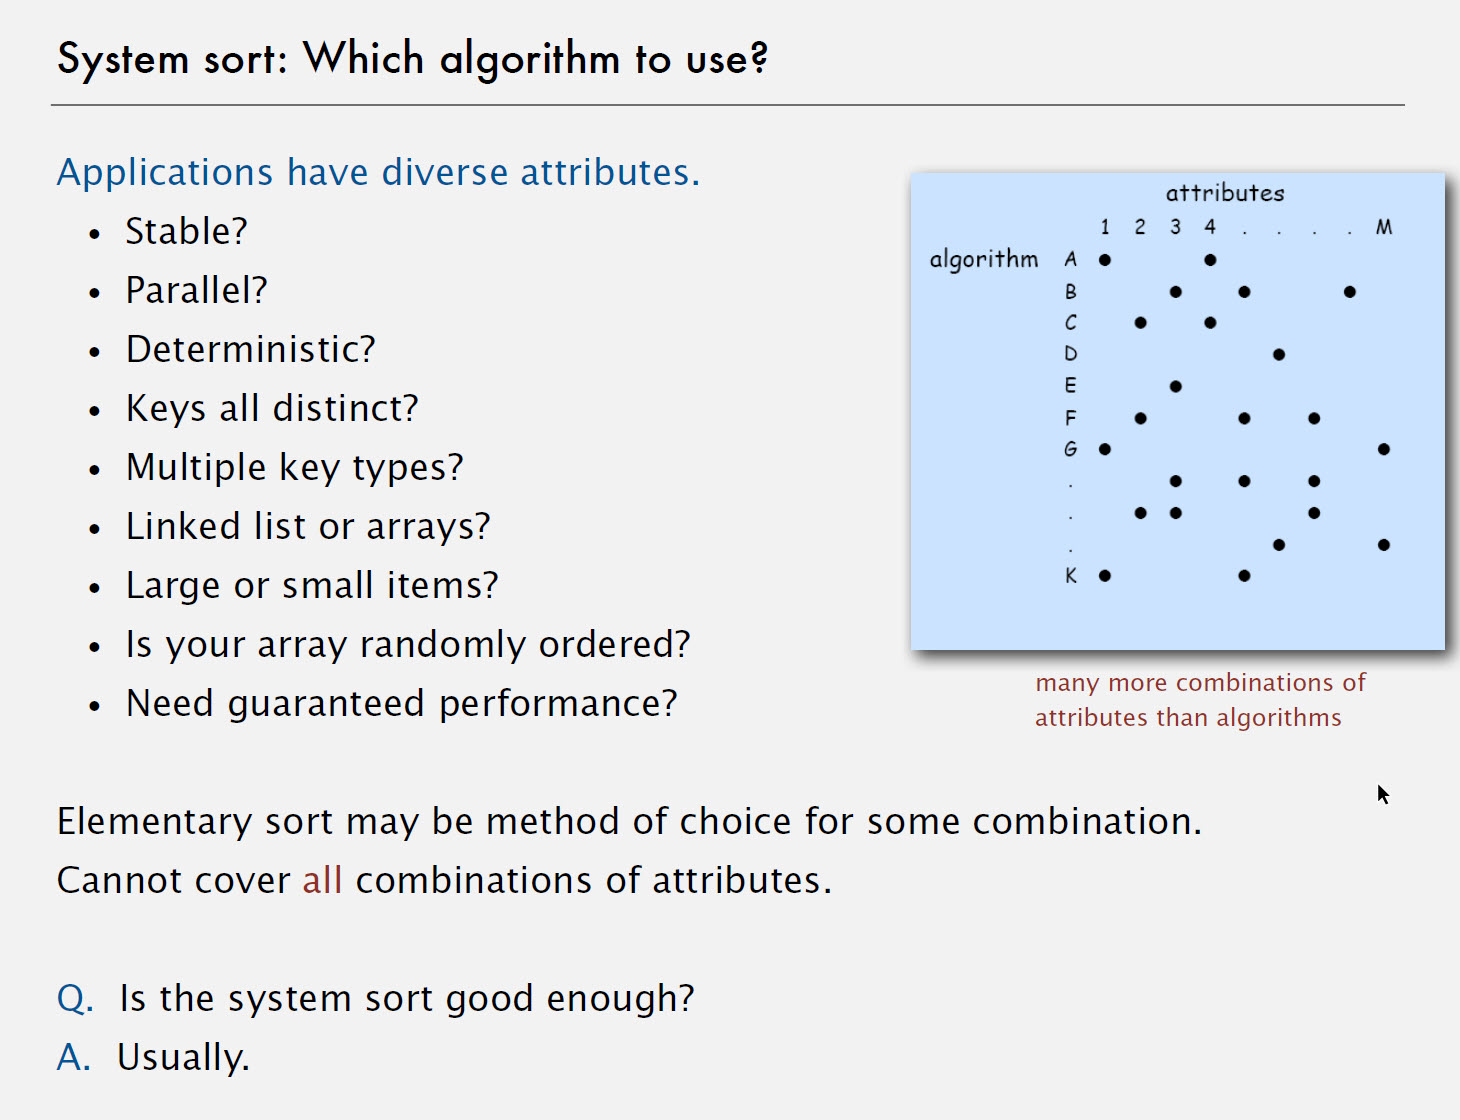 System sort: Which algorithm to use?
Applications have diverse attributes.
• Stable?
• Parallel?
• Deterministic?
• Keys all distinct?
• Multiple key types?
• Linked list or arrays?
• Large or small items?
• Is your array randomly ordered?
• Need guaranteed performance?
attributes
1 2 3 4 . . . . M
algorithm A
B
C
D
E
F
G
.
.
.
K
many more combinations of
attributes than algorithms
Elementary sort may be method of choice for some combination.
Cannot cover all combinations of attributes.
Q. Is the system sort good enough?
A. Usually.